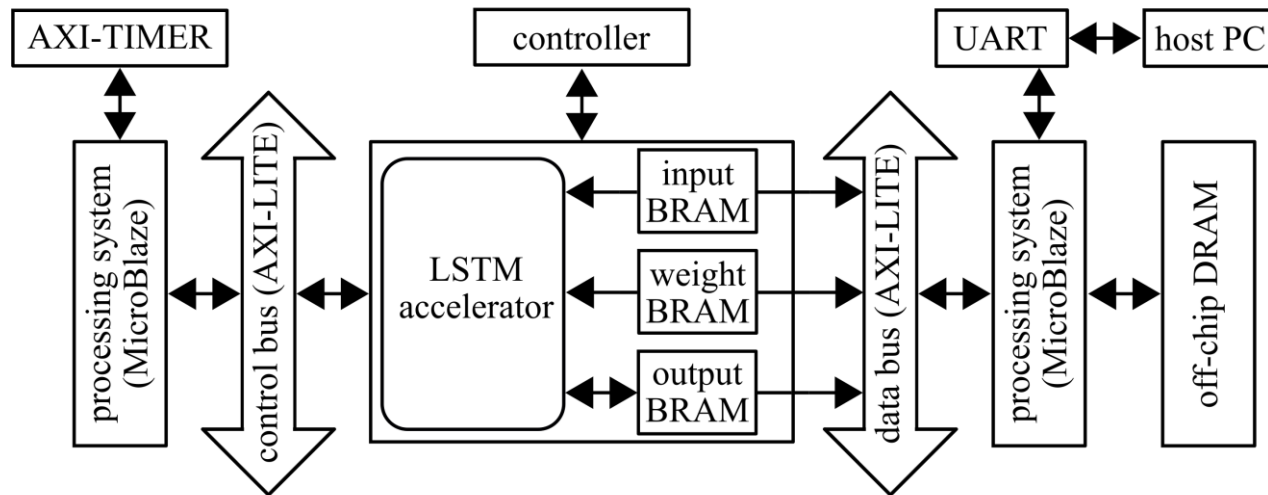 AXI-TIMER
controller
UART
host PC
processing system
(MicroBlaze)
control bus (AXI-LITE)
LSTM
accelerator
input
BRAM
weight
BRAM
output
BRAM
data bus (AXI-LITE)
processing system
(MicroBlaze)
off-chip DRAM